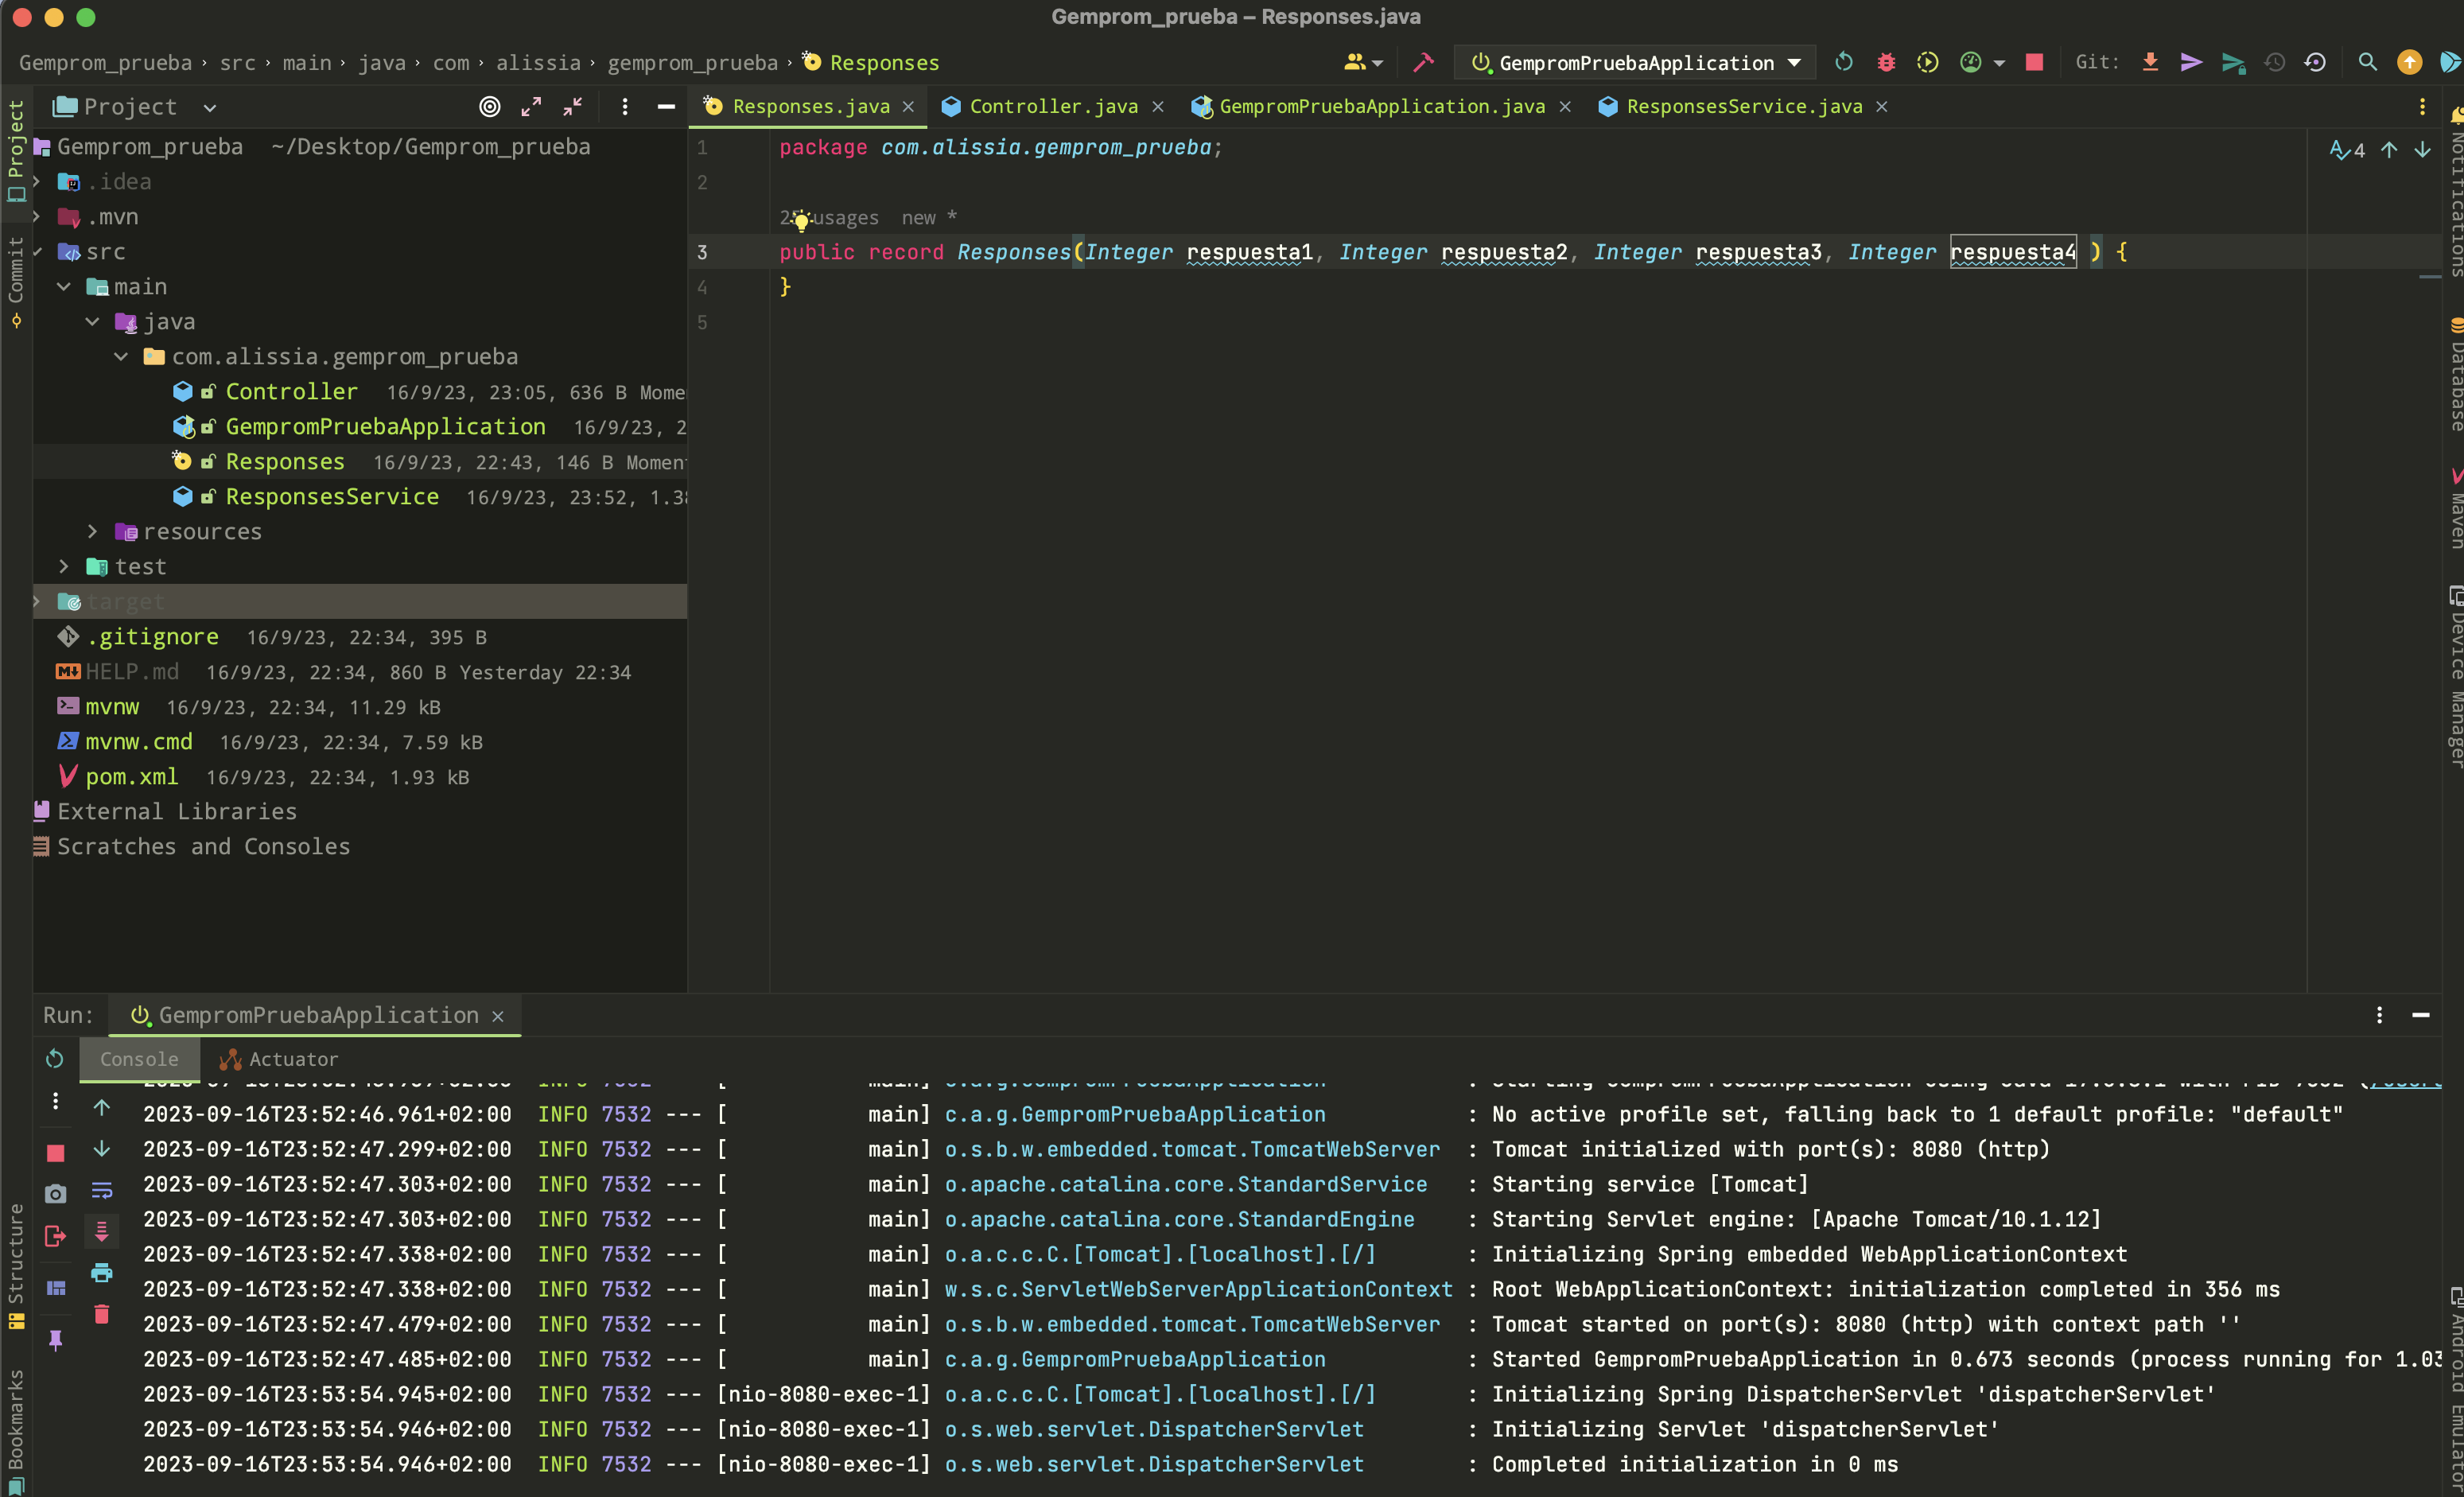 Gemprom_prueba – Responses.java
Gemprom_prueba › src › main › java › com › alissia › gemprom_prueba › Responses
GempromPruebaApplication
Git:
Project
Responses.java
Controller.java
GempromPruebaApplication.java
ResponsesService.java
Project
Commit
Structure
Bookmarks
Gemprom_prueba ~/Desktop/Gemprom_prueba
.idea
.mvn
src
main
java
com.alissia.gemprom_prueba
Controller 16/9/23, 23:05, 636 B Mome
GempromPruebaApplication 16/9/23, 2
Responses 16/9/23, 22:43, 146 B Momen
ResponsesService 16/9/23, 23:52, 1.38
resources
test
target
.gitignore 16/9/23, 22:34, 395 B
HELP.md 16/9/23, 22:34, 860 B Yesterday 22:34
mvnw 16/9/23, 22:34, 11.29 kB
mvnw.cmd 16/9/23, 22:34, 7.59 kB
pom.xml 16/9/23, 22:34, 1.93 kB
External Libraries
Scratches and Consoles
1 package com.alissia.gemprom_prueba;
2
usages new *
3 public record Responses(Integer respuesta1, Integer respuesta2, Integer respuesta3, Integer respuesta4 ) {
4 }
5
4
Notifications
Database
Maven
Device Manager
Android Emulator
Run: GempromPruebaApplication
Console Actuator
2023-09-16T23:52:46.961+02:00 INFO 7532 --- [ main] c.a.g.GempromPruebaApplication : No active profile set, falling back to 1 default profile: "default"
2023-09-16T23:52:47.299+02:00 INFO 7532 --- [ main] o.s.b.w.embedded.tomcat.TomcatWebServer : Tomcat initialized with port(s): 8080 (http)
2023-09-16T23:52:47.303+02:00 INFO 7532 --- [ main] o.apache.catalina.core.StandardService : Starting service [Tomcat]
2023-09-16T23:52:47.303+02:00 INFO 7532 --- [ main] o.apache.catalina.core.StandardEngine : Starting Servlet engine: [Apache Tomcat/10.1.12]
2023-09-16T23:52:47.338+02:00 INFO 7532 --- [ main] o.a.c.c.C.[Tomcat].[localhost].[/] : Initializing Spring embedded WebApplicationContext
2023-09-16T23:52:47.338+02:00 INFO 7532 --- [ main] w.s.c.ServletWebServerApplicationContext : Root WebApplicationContext: initialization completed in 356 ms
2023-09-16T23:52:47.479+02:00 INFO 7532 --- [ main] o.s.b.w.embedded.tomcat.TomcatWebServer : Tomcat started on port(s): 8080 (http) with context path ''
2023-09-16T23:52:47.485+02:00 INFO 7532 --- [ main] c.a.g.GempromPruebaApplication : Started GempromPruebaApplication in 0.673 seconds (process running for 1.03
2023-09-16T23:53:54.945+02:00 INFO 7532 --- [nio-8080-exec-1] o.a.c.c.C.[Tomcat].[localhost].[/] : Initializing Spring DispatcherServlet 'dispatcherServlet'
2023-09-16T23:53:54.946+02:00 INFO 7532 --- [nio-8080-exec-1] o.s.web.servlet.DispatcherServlet : Initializing Servlet 'dispatcherServlet'
2023-09-16T23:53:54.946+02:00 INFO 7532 --- [nio-8080-exec-1] o.s.web.servlet.DispatcherServlet : Completed initialization in 0 ms